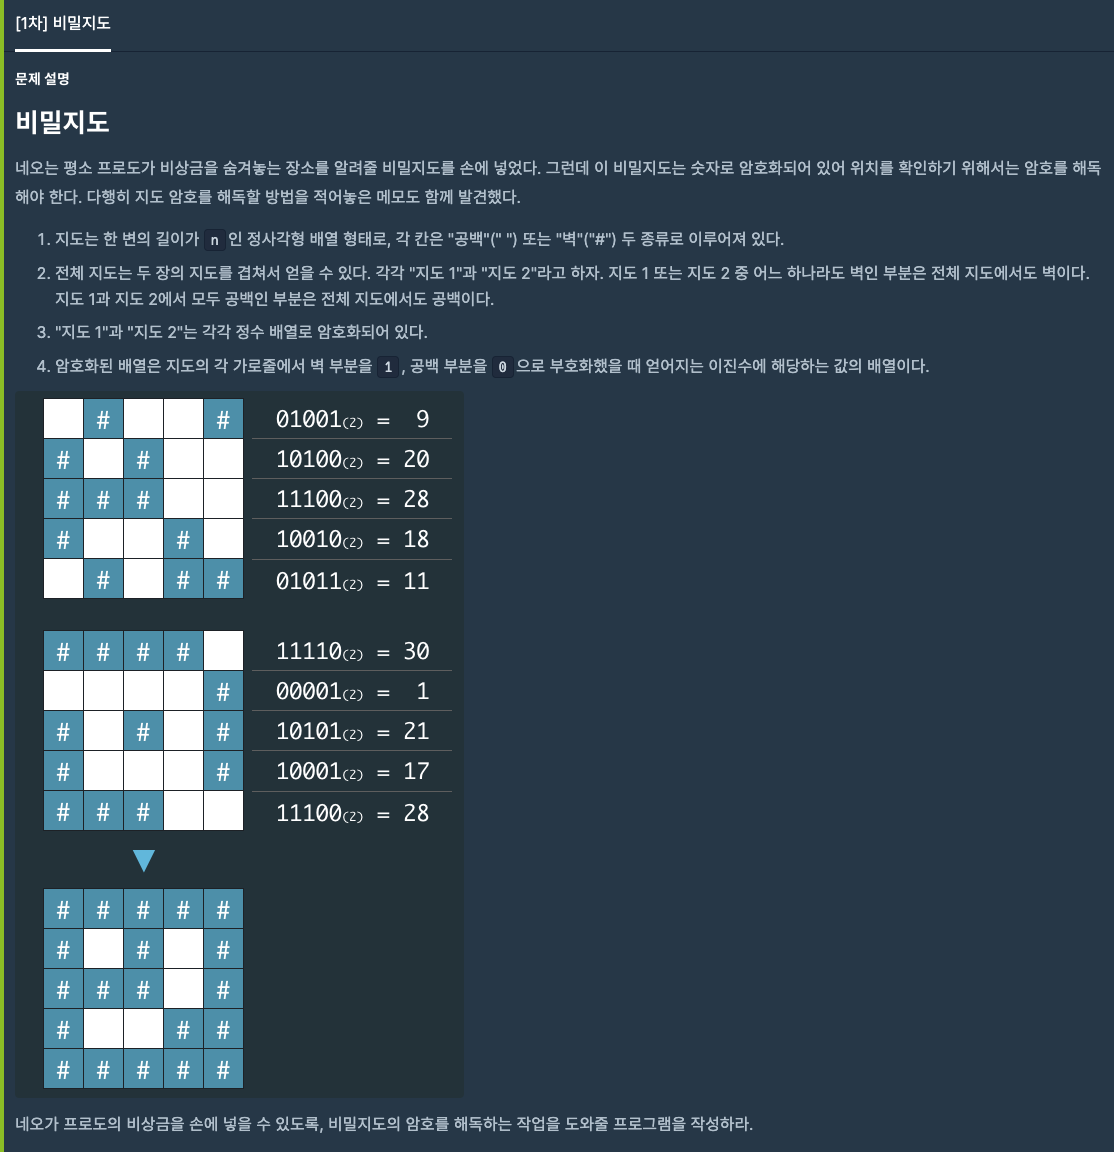 [1차] 비밀지도
문제 설명
비밀지도
네오는 평소 프로도가 비상금을 숨겨놓는 장소를 알려줄 비밀지도를 손에 넣었다. 그런데 이 비밀지도는 숫자로 암호화되어 있어 위치를 확인하기 위해서는 암호를 해독
해야 한다. 다행히 지도 암호를 해독할 방법을 적어놓은 메모도 함께 발견했다.
1. 지도는 한 변의 길이가 n인 정사각형 배열 형태로, 각 칸은 "공백"(" ") 또는 "벽"("#") 두 종류로 이루어져 있다.
2. 전체 지도는 두 장의 지도를 겹쳐서 얻을 수 있다. 각각 "지도 1"과 "지도 2"라고 하자. 지도 1 또는 지도 2 중 어느 하나라도 벽인 부분은 전체 지도에서도 벽이다.
지도 1과 지도 2에서 모두 공백인 부분은 전체 지도에서도 공백이다.
3. "지도 1"과 "지도 2"는 각각 정수 배열로 암호화되어 있다.
4. 암호화된 배열은 지도의 각 가로줄에서 벽 부분을 1, 공백 부분을 0으로 부호화했을 때 얻어지는 이진수에 해당하는 값의 배열이다.
# # 01001(2) = 9
# # 10100(2) = 20
# # # 11100(2) = 28
# # 10010(2) = 18
# # # 01011(2) = 11
# # # # 11110(2) = 30
# 00001(2) = 1
# # # 10101(2) = 21
# # 10001(2) = 17
# # # 11100(2) = 28
# # # # #
# # #
# # # #
# # #
# # # # #
네오가 프로도의 비상금을 손에 넣을 수 있도록, 비밀지도의 암호를 해독하는 작업을 도와줄 프로그램을 작성하라.